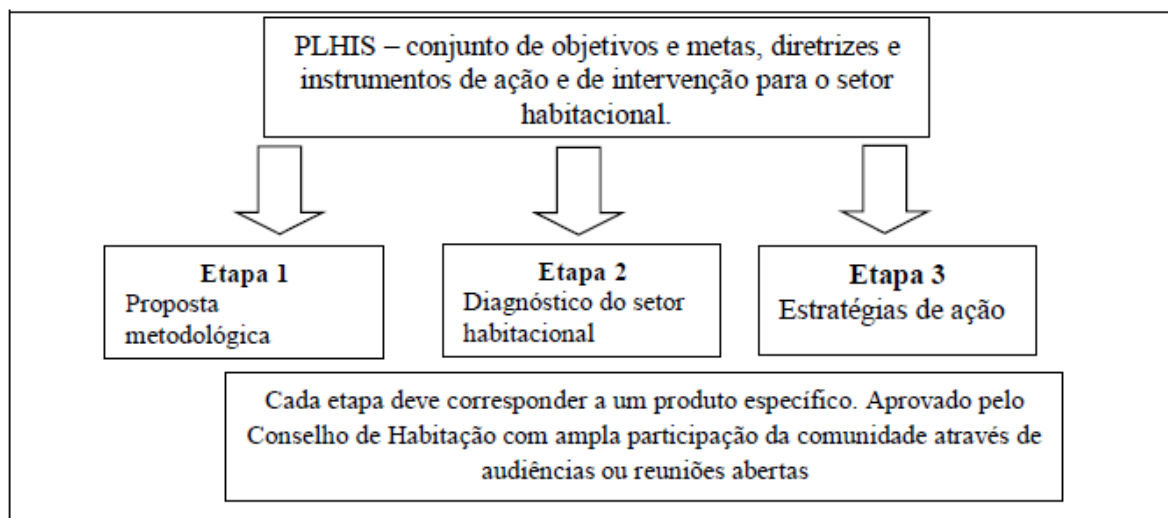 PLHIS – conjunto de objetivos e metas, diretrizes e
instrumentos de ação e de intervenção para o setor
habitacional.
Etapa 1
Proposta
metodológica
Etapa 2
Diagnóstico do setor
habitacional
Etapa 3
Estratégias de ação
Cada etapa deve corresponder a um produto específico. Aprovado pelo
Conselho de Habitação com ampla participação da comunidade através de
audiências ou reuniões abertas